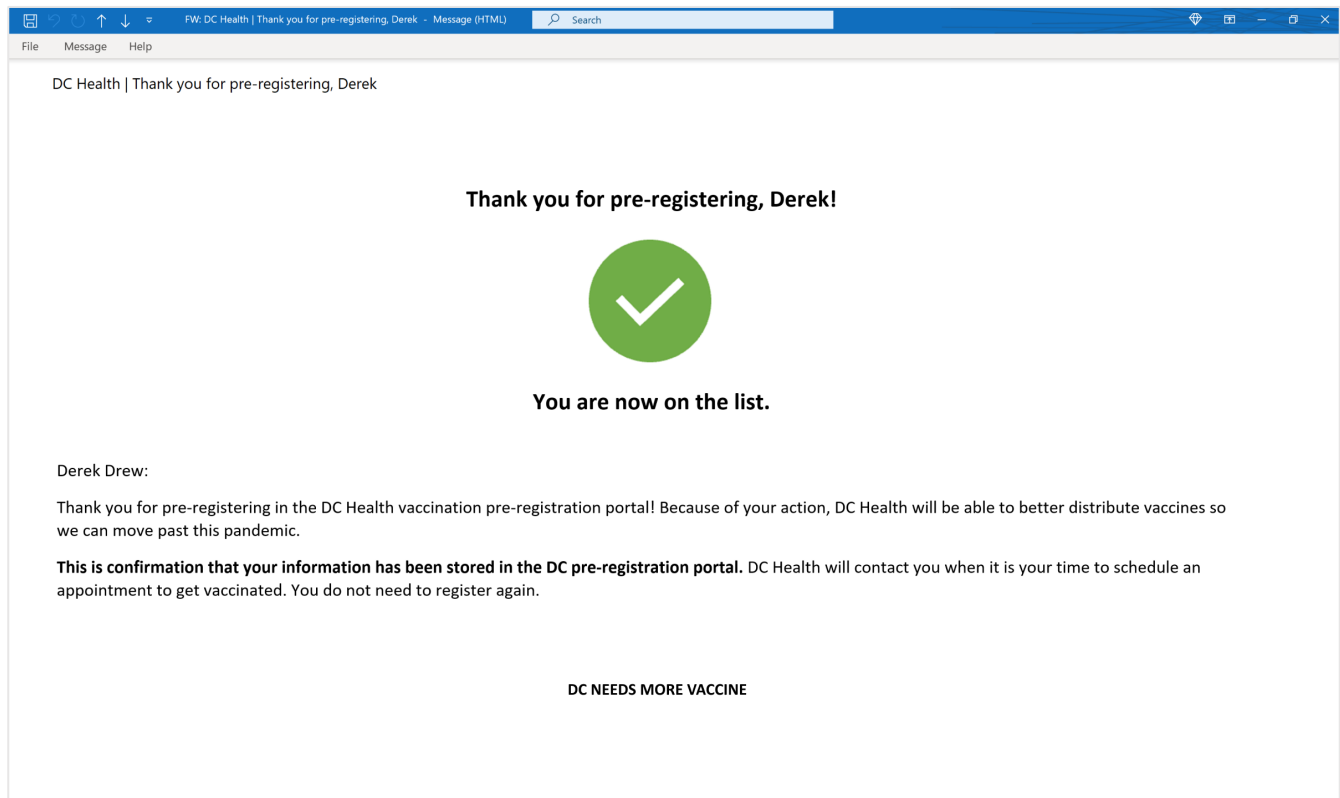 FW: DC Health | Thank you for pre-registering, Derek - Message (HTML)
Search
File Message Help
DC Health | Thank you for pre-registering, Derek
Thank you for pre-registering, Derek!
You are now on the list.
Derek Drew:
Thank you for pre-registering in the DC Health vaccination pre-registration portal! Because of your action, DC Health will be able to better distribute vaccines so
we can move past this pandemic.
This is confirmation that your information has been stored in the DC pre-registration portal. DC Health will contact you when it is your time to schedule an
appointment to get vaccinated. You do not need to register again.
DC NEEDS MORE VACCINE